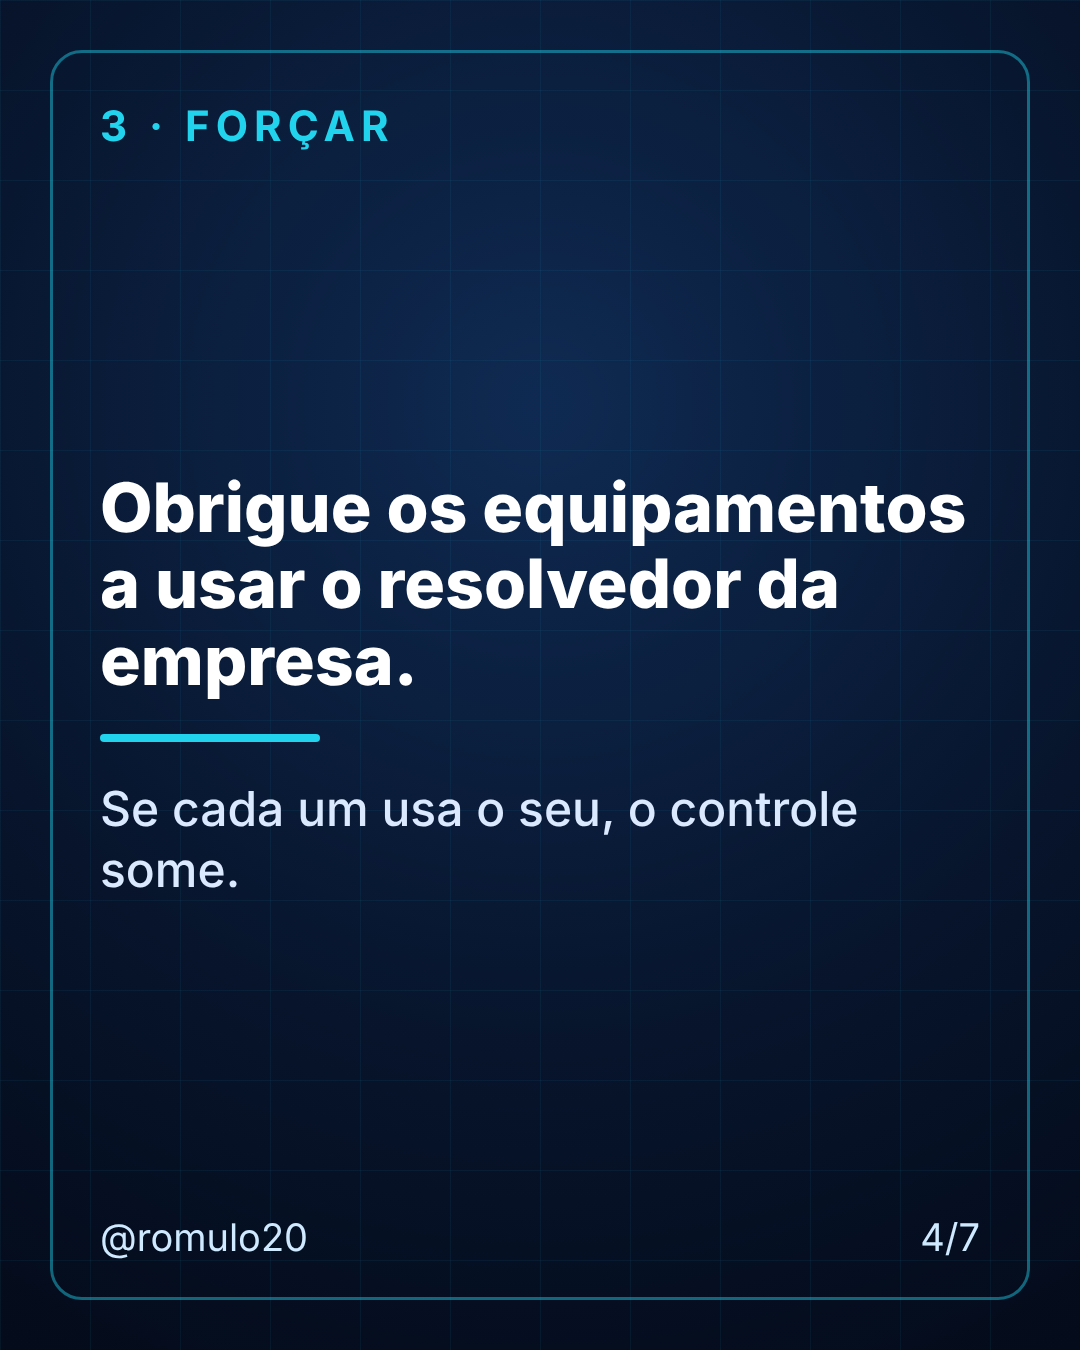 3 · FORÇAR
Obrigue os equipamentos
a usar o resolvedor da
empresa.
Se cada um usa o seu, o controle
some.
@romulo20
4/7